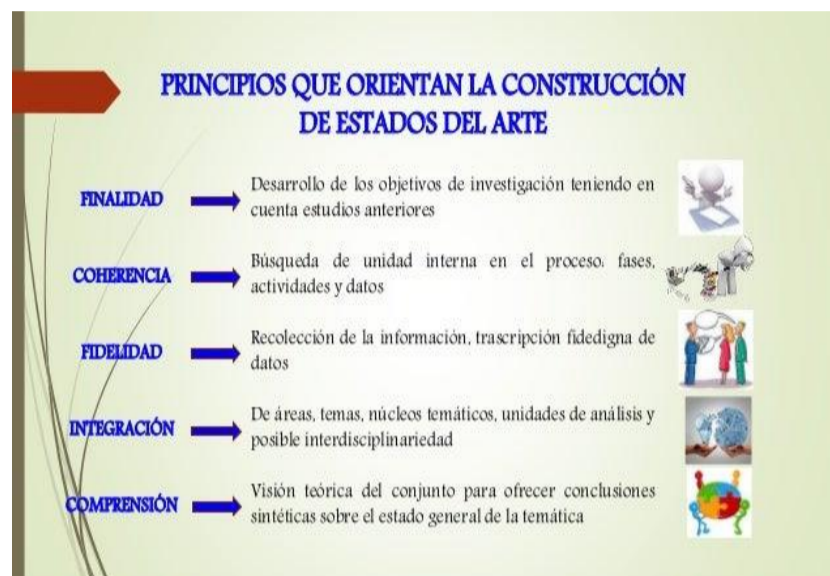 PRINCIPIOS QUE ORIENTAN LA CONSTRUCCIÓN
DE ESTADOS DEL ARTE
FINALIDAD
Desarrollo de los objetivos de investigación teniendo en
cuenta estudios anteriores
COHERENCIA
Búsqueda de unidad interna en el proceso: fases,
actividades y datos
FIDELIDAD
Recolección de la información, trascripción fidedigna de
datos
INTEGRACIÓN
De áreas, temas, núcleos temáticos, unidades de análisis y
posible interdisciplinariedad
COMPRENSIÓN
Visión teórica del conjunto para ofrecer conclusiones
sintéticas sobre el estado general de la temática